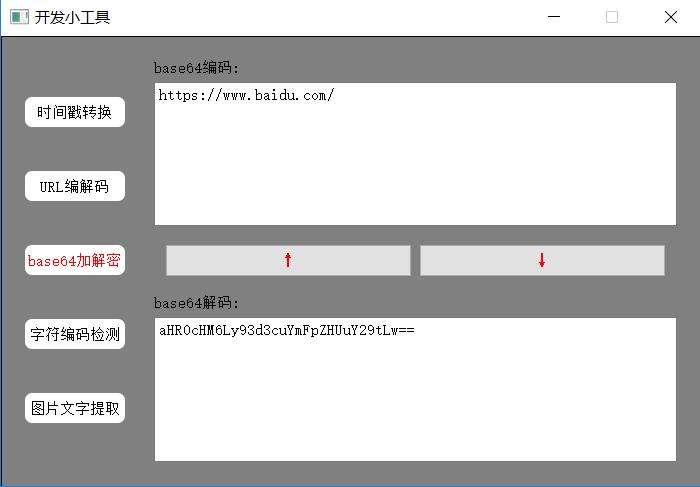 开发小工具
base64编码:
https://www.baidu.com/
时间戳转换
URL编解码
base64加解密
↑
↓
base64解码:
aHR0cHM6Ly93d3cuYmFpZHUuY29tLw==
字符编码检测
图片文字提取